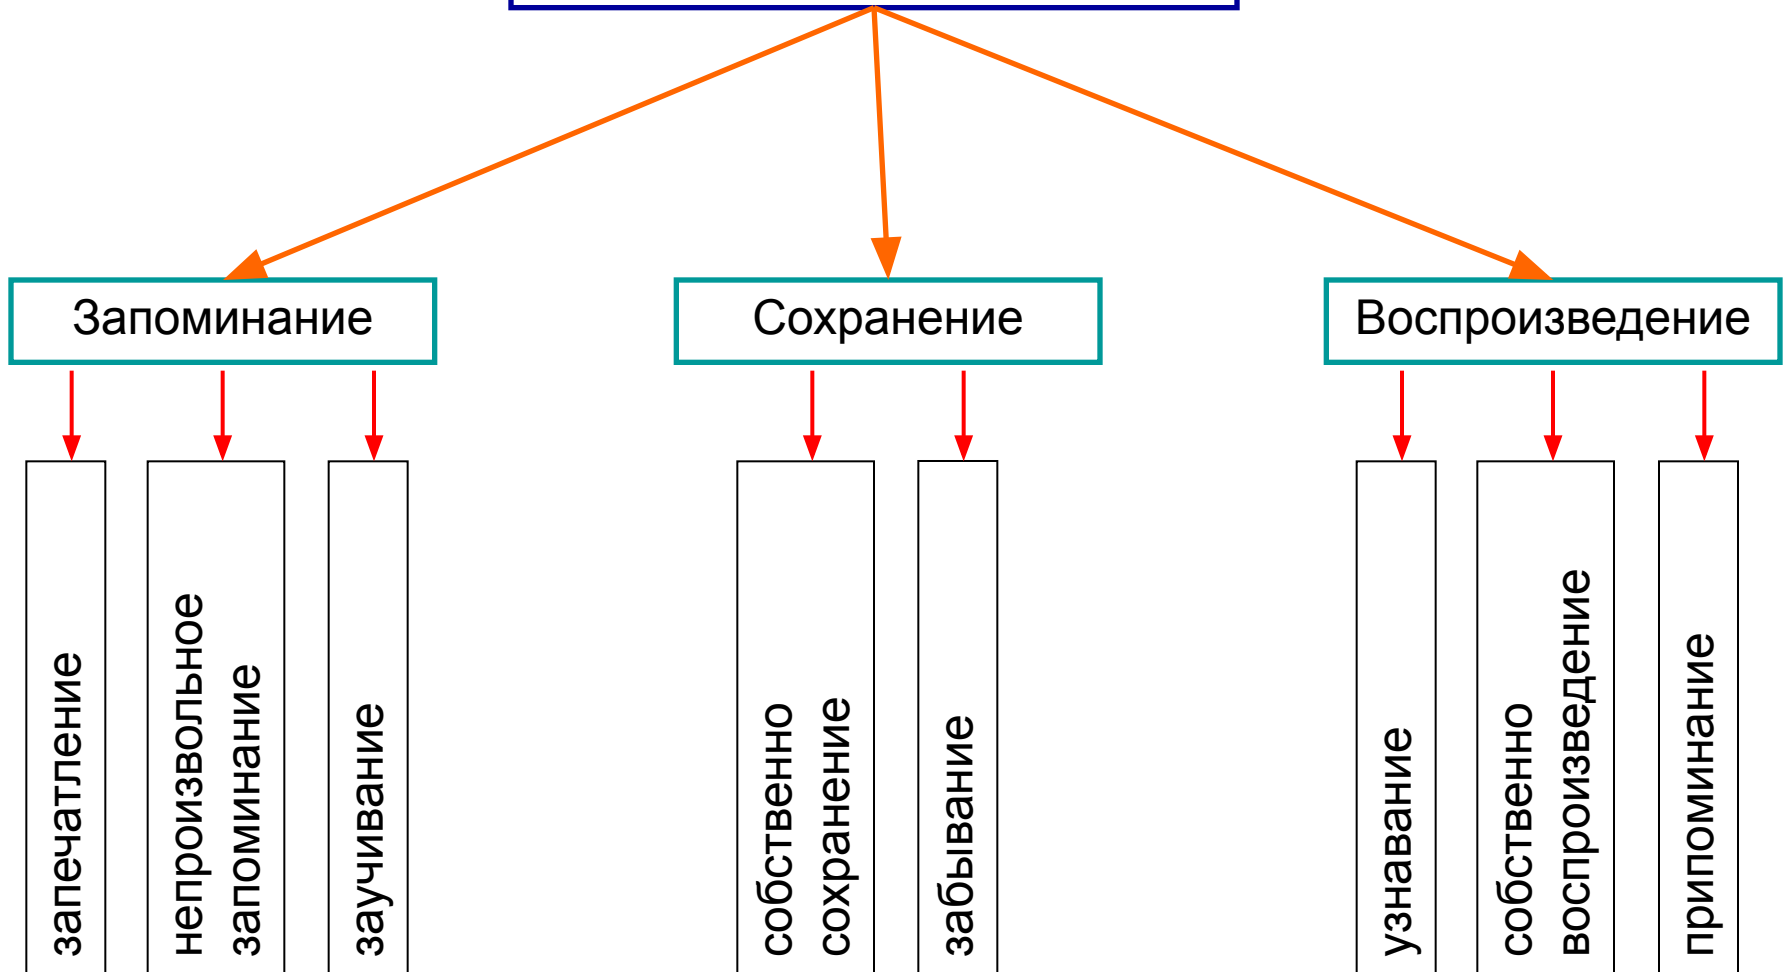 Запоминание
Сохранение
Воспроизведение
запечатление
непроизвольное
запоминание
заучивание
собственно
сохранение
забывание
узнавание
собственно
воспроизведение
припоминание